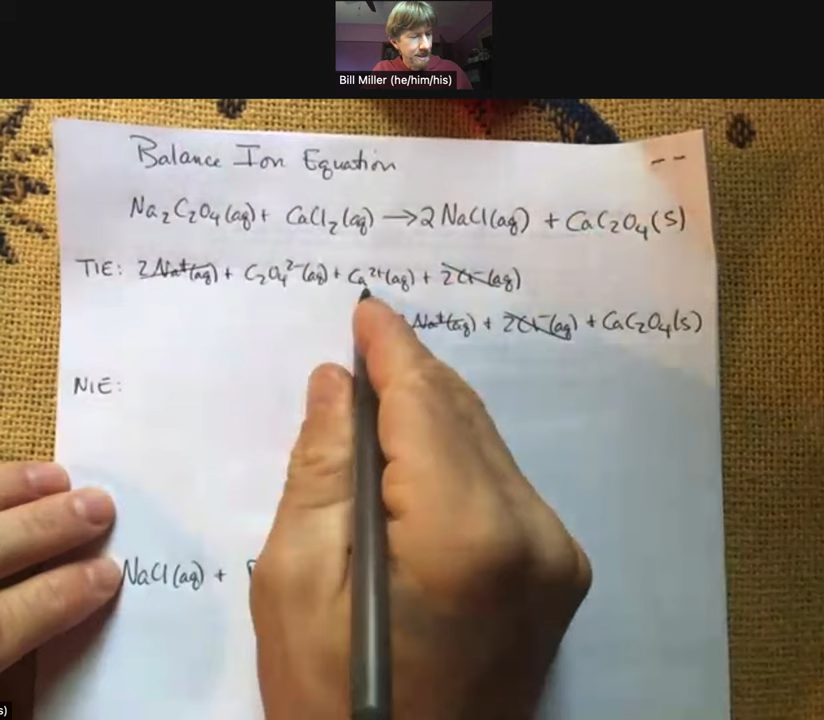 Bill Miller (he/him/his)
Balance Ion Equation
--
Na₂C₂O₄(aq) + CaCl₂(aq) → 2 NaCl(aq) + CaC₂O₄(s)
TIE: 2Na⁺(aq) + C₂O₄²⁻(aq) + Ca²⁺(aq) + 2Cl⁻(aq)
Na⁺(aq) + 2Cl⁻(aq) + CaC₂O₄(s)
NIE:
NaCl(aq) +
s)